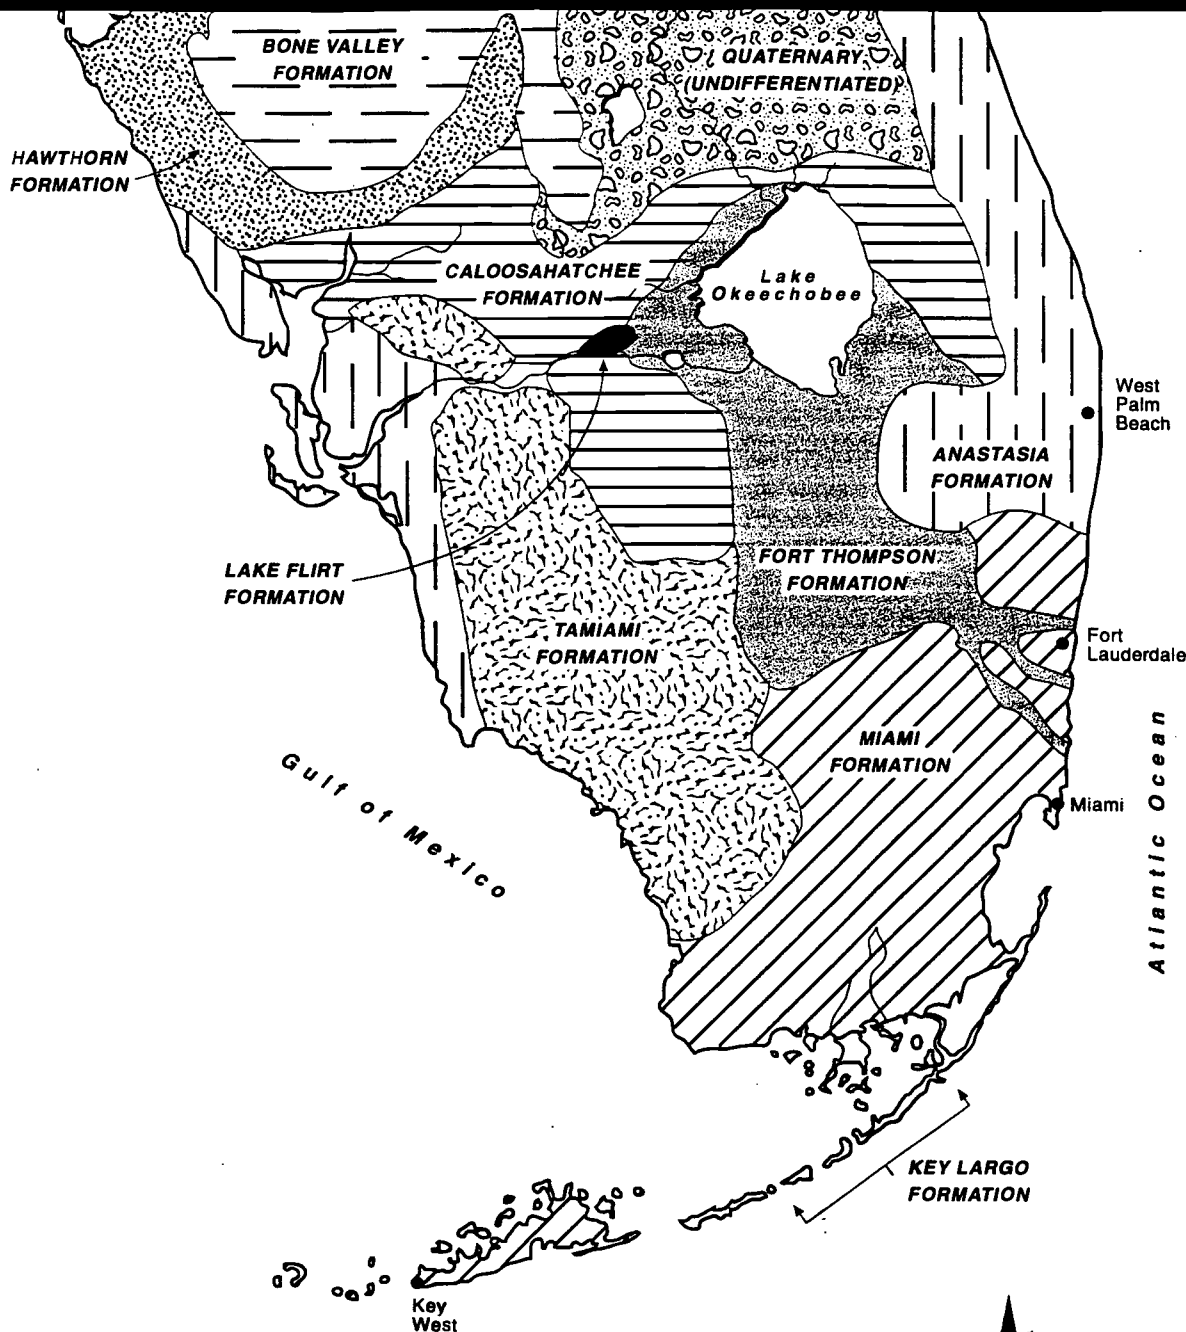 BONE VALLEY
FORMATION
QUATERNARY
(UNDIFFERENTIATED)
HAWTHORN
FORMATION
CALOOSAHATCHEE
FORMATION
Lake
Okeechobee
West
Palm
Beach
ANASTASIA
FORMATION
LAKE FLIRT
FORMATION
FORT THOMPSON
FORMATION
TAMIAMI
FORMATION
Fort
Lauderdale
MIAMI
FORMATION
Gulf of Mexico
Miami
Atlantic Ocean
KEY LARGO
FORMATION
Key
West